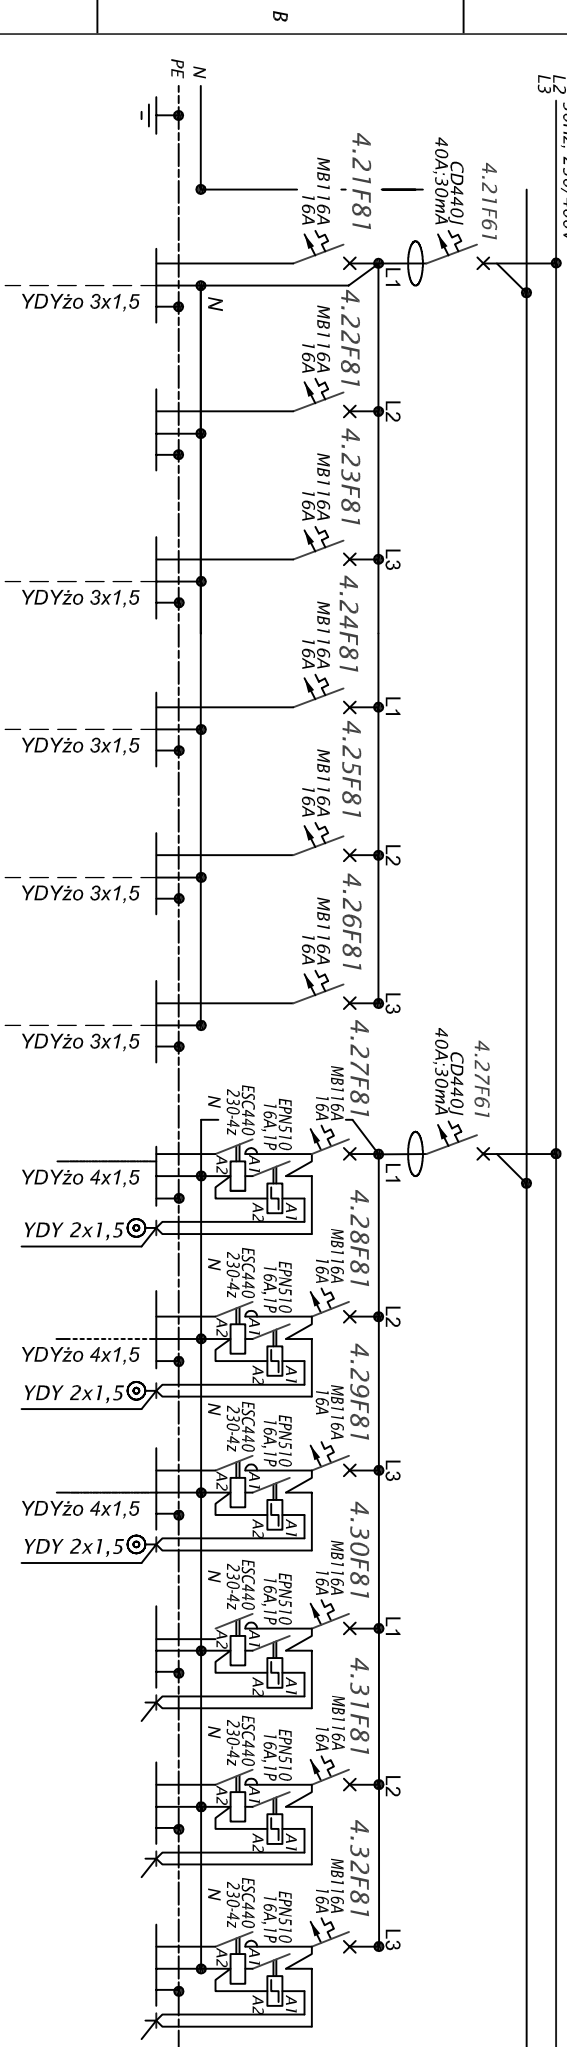 B
L2 50Hz, 230/400V
L3
N
PE
4.21F61
CD440J
40A;30mA
4.21F81
MB116A
16A
L1
N
YDYżo 3x1,5
4.22F81
MB116A
16A
L2
4.23F81
MB116A
16A
L3
YDYżo 3x1,5
4.24F81
MB116A
16A
L1
YDYżo 3x1,5
4.25F81
MB116A
16A
L2
YDYżo 3x1,5
4.26F81
MB116A
16A
L3
YDYżo 3x1,5
4.27F61
CD440J
40A;30mA
4.27F81
MB116A
16A
L1
EPN510
16A,1P
ESC440
230-4z
N
A1
A2
A1
A2
YDYżo 4x1,5
YDY 2x1,5
4.28F81
MB116A
16A
L2
EPN510
16A,1P
ESC440
230-4z
N
A1
A2
A1
A2
YDYżo 4x1,5
YDY 2x1,5
4.29F81
MB116A
16A
L3
EPN510
16A,1P
ESC440
230-4z
N
A1
A2
A1
A2
YDYżo 4x1,5
YDY 2x1,5
4.30F81
MB116A
16A
L1
EPN510
16A,1P
ESC440
230-4z
N
A1
A2
A1
A2
4.31F81
MB116A
16A
L2
EPN510
16A,1P
ESC440
230-4z
N
A1
A2
A1
A2
4.32F81
MB116A
16A
L3
EPN510
16A,1P
ESC440
230-4z
N
A1
A2
A1
A2